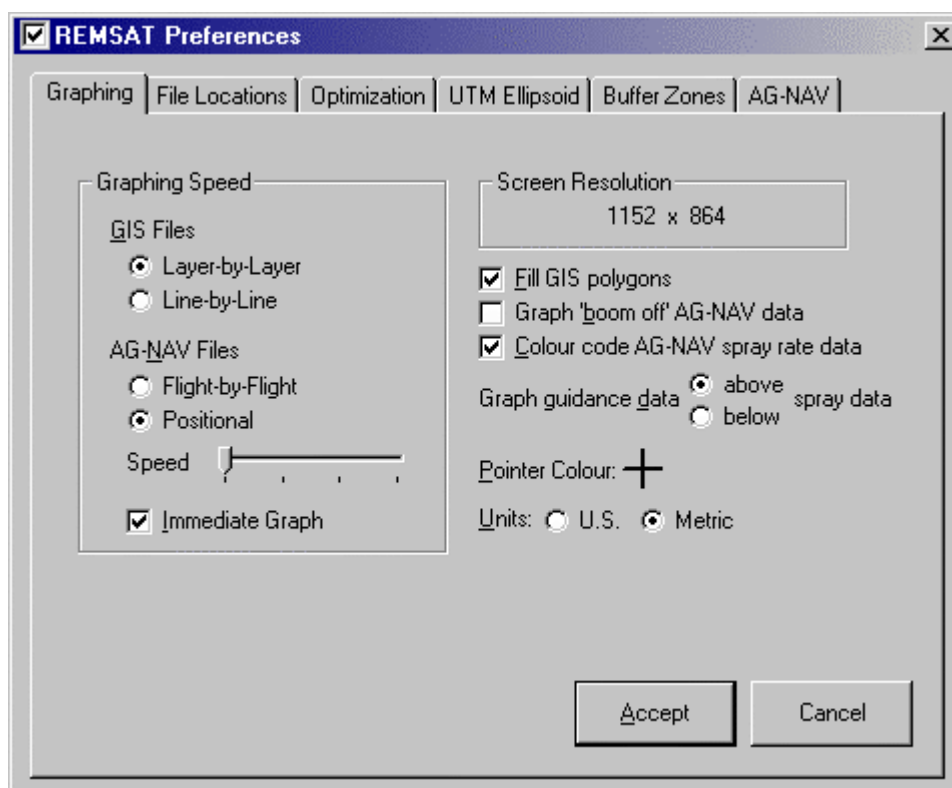 REMSAT Preferences
Graphing File Locations Optimization UTM Ellipsoid Buffer Zones AG-NAV
Graphing Speed
GIS Files
Layer-by-Layer
Line-by-Line
AG-NAV Files
Flight-by-Flight
Positional
Speed
Immediate Graph
Screen Resolution
1152 x 864
Fill GIS polygons
Graph 'boom off' AG-NAV data
Colour code AG-NAV spray rate data
Graph guidance data above below spray data
Pointer Colour:
Units: U.S. Metric
Accept Cancel